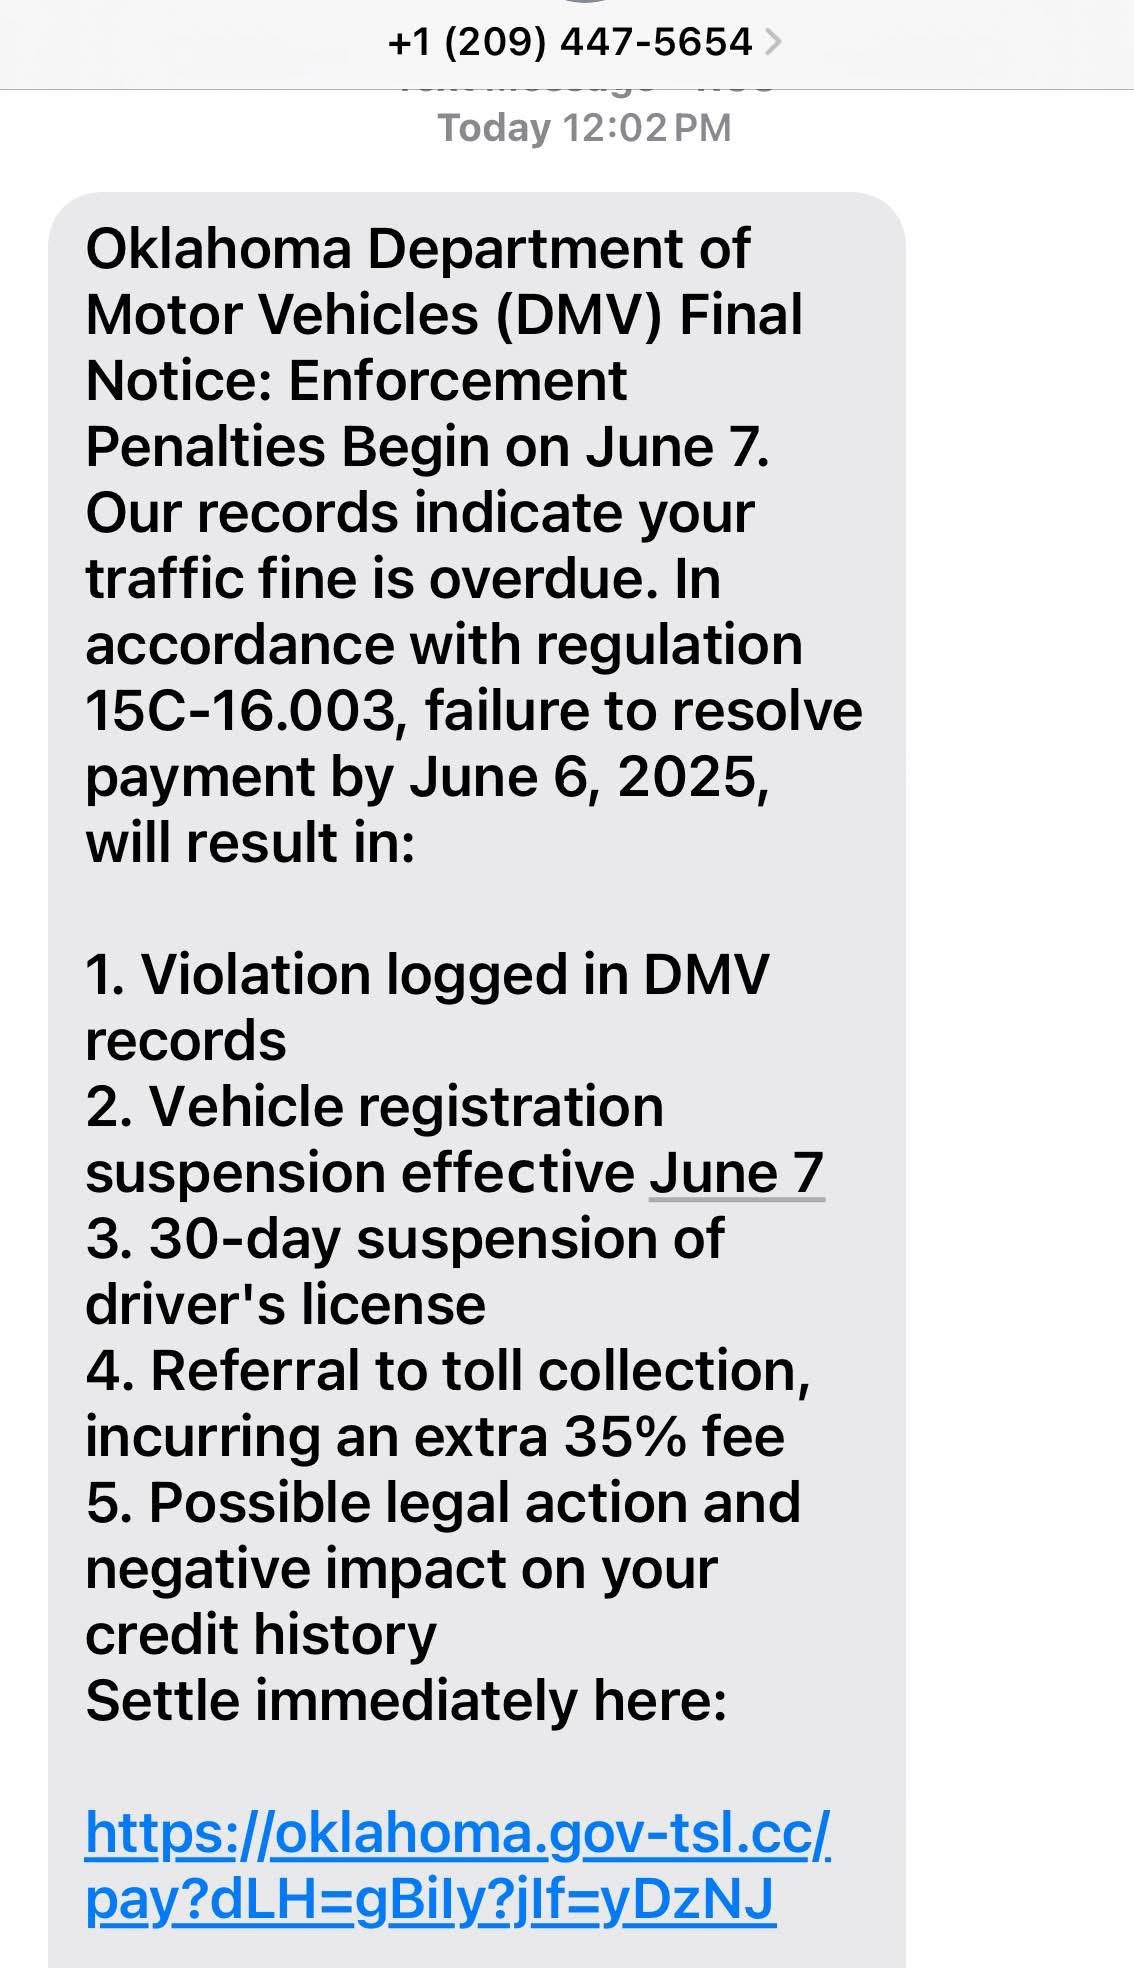 +1 (209) 447-5654
Today 12:02 PM
Oklahoma Department of
Motor Vehicles (DMV) Final
Notice: Enforcement
Penalties Begin on June 7.
Our records indicate your
traffic fine is overdue. In
accordance with regulation
15C-16.003, failure to resolve
payment by June 6, 2025,
will result in:
1. Violation logged in DMV
records
2. Vehicle registration
suspension effeсtive June 7
3. 30-day suspension of
driver's license
4. Referral to toll collection,
incurring an extra 35% fee
5. Possible legal action and
negative impact on your
credit history
Settle immediately here:
https://oklahoma.gov-tsl.cc/
pay?dLH=gBiIy?jIf=yDzNJ